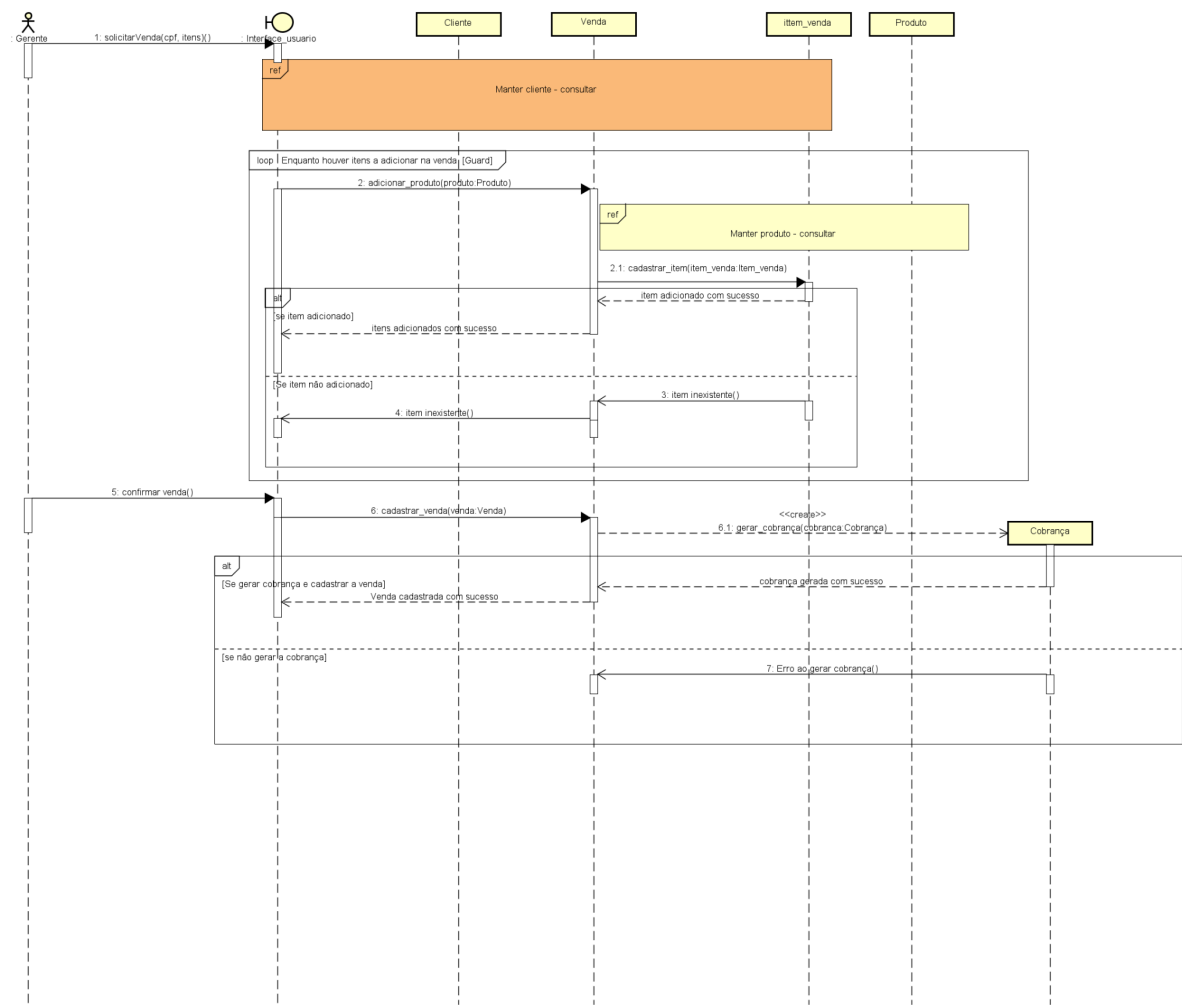 Cliente
Venda
ittem_venda
Produto
: Gerente
1: solicitarVenda(cpf, itens)()
: Interface_usuario
ref
Manter cliente - consultar
loop
Enquanto houver itens a adicionar na venda [Guard]
2: adicionar_produto(produto:Produto)
ref
Manter produto - consultar
2.1: cadastrar_item(item_venda:Item_venda)
alt
item adicionado com sucesso
[se item adicionado]
itens adicionados com sucesso
[Se item não adicionado]
3: item inexistente()
4: item inexistente()
5: confirmar venda()
6: cadastrar_venda(venda:Venda)
<<create>>
6.1: gerar_cobrança(cobranca:Cobrança)
Cobrança
alt
[Se gerar cobrança e cadastrar a venda]
cobrança gerada com sucesso
Venda cadastrada com sucesso
[se não gerar a cobrança]
7: Erro ao gerar cobrança()